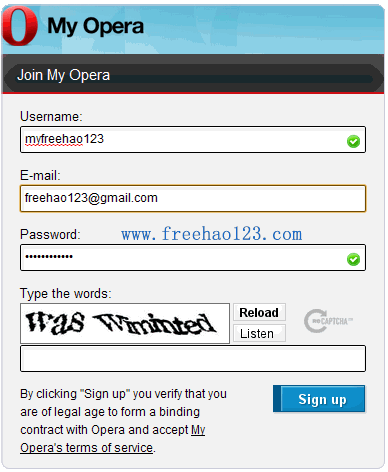 My Opera
Join My Opera
Username:
myfreehao123
E-mail:
freehao123@gmail.com
Password:
www.freehao123.com
Type the words:
was Wiminted
Reload
Listen
CAPTCHA
By clicking "Sign up" you verify that you
are of legal age to form a binding
contract with Opera and accept My
Opera's terms of service.
Sign up